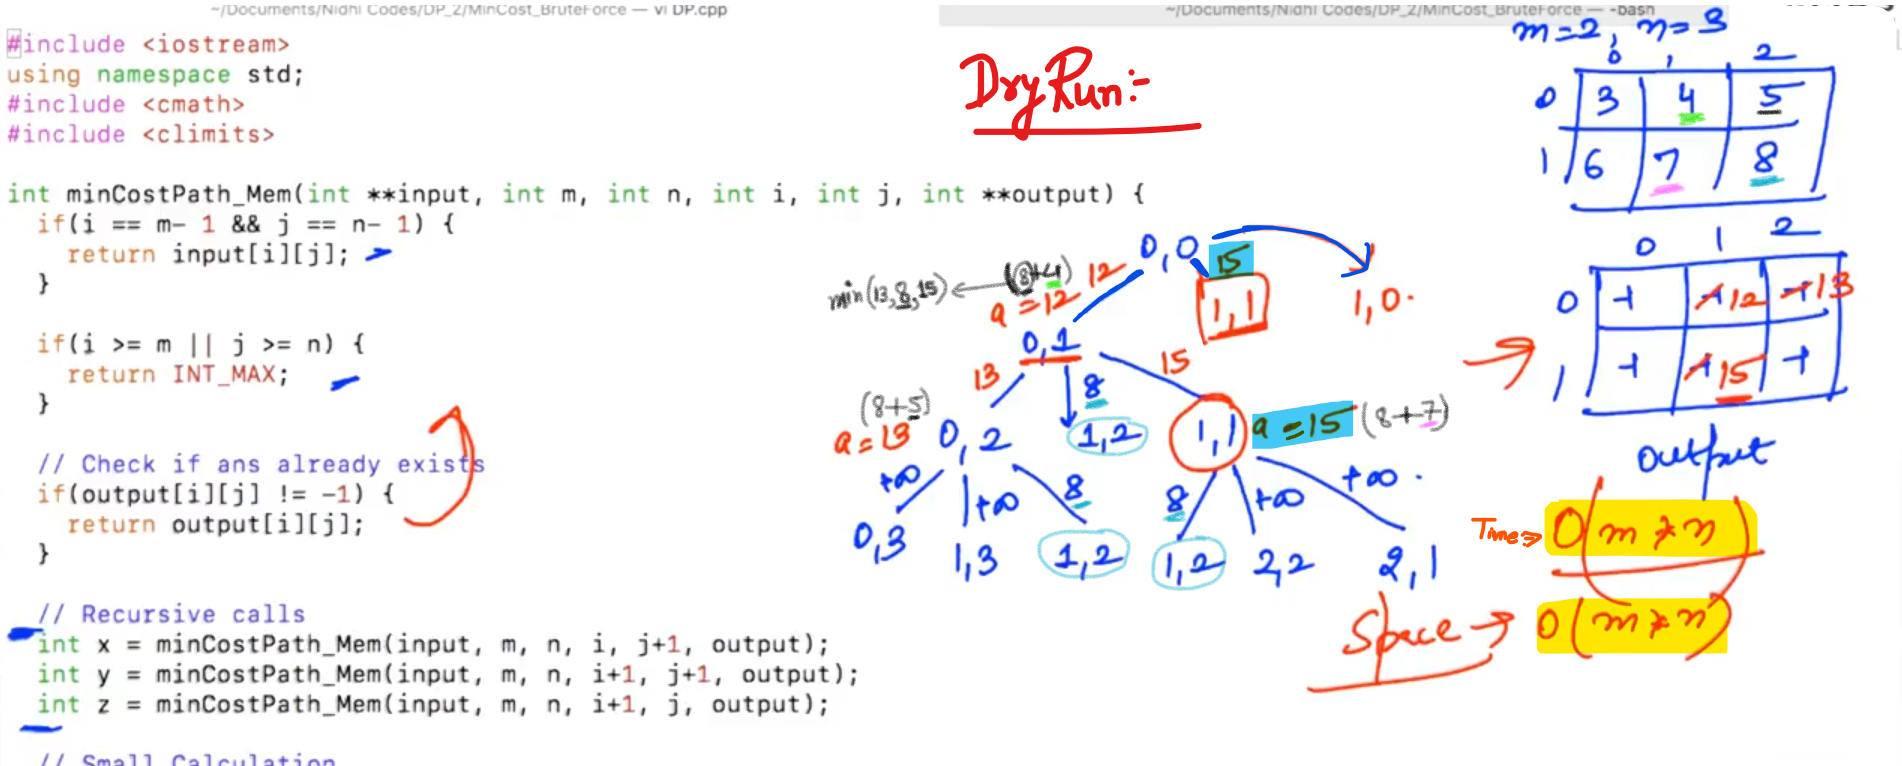 ~/Documents/Nidhi Codes/DP_2/MinCost_BruteForce — vi DP.cpp
~/Documents/Nidhi Codes/DP_2/MinCost_BruteForce — -bash
#include <iostream>
using namespace std;
#include <cmath>
#include <climits>
int minCostPath_Mem(int **input, int m, int n, int i, int j, int **output) {
if(i == m- 1 && j == n- 1) {
return input[i][j];
}
if(i >= m || j >= n) {
return INT_MAX;
}
// Check if ans already exists
if(output[i][j] != -1) {
return output[i][j];
}
// Recursive calls
int x = minCostPath_Mem(input, m, n, i, j+1, output);
int y = minCostPath_Mem(input, m, n, i+1, j+1, output);
int z = minCostPath_Mem(input, m, n, i+1, j, output);
// Small Calculation
Dry Run:-
0,0 15
12
min(13,8,15) (8+4)
a=12
1,1
1,0
0,1
13 8 15
(8+5)
a=13 0,2 1,2 1,1 a=15 (8+7)
+∞ +∞ 8 8 +∞ +∞
0,3 1,3 1,2 1,2 2,2 2,1
m=2, n=3
0 1 2
0 3 4 5
1 6 7 8
0 1 2
0 -1 -1 12 -1 13
1 -1 -1 15 -1
output
Time⇒ O(m*n)
Space → O(m*n)